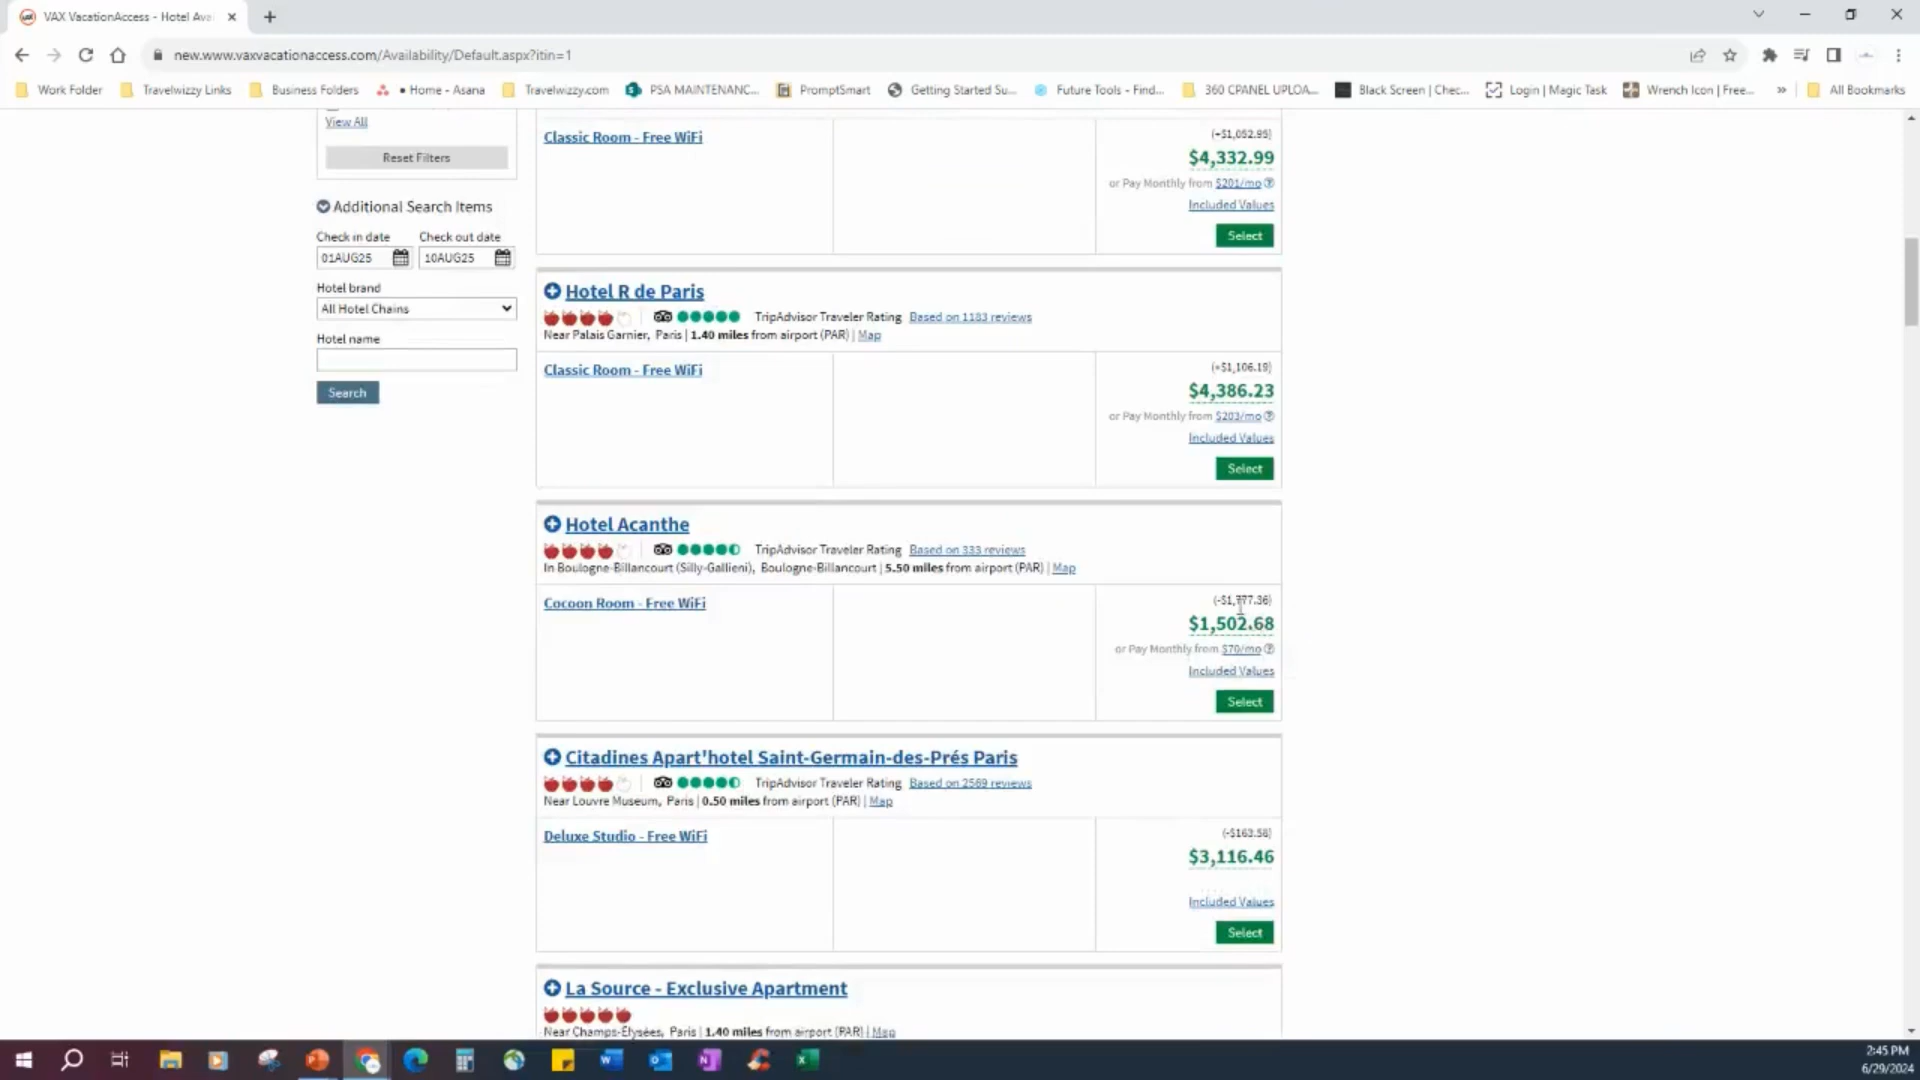 VAX VacationAccess - Hotel Ava
new.www.vaxvacationaccess.com/Availability/Default.aspx?itin=1
Work Folder Travelwizzy Links Business Folders • Home - Asana Travelwizzy.com PSA MAINTENANC... PromptSmart Getting Started Su... Future Tools - Find... 360 CPANEL UPLOA... Black Screen | Chec... Login | Magic Task Wrench Icon | Free... » All Bookmarks
View All
Reset Filters
Additional Search Items
Check in date Check out date
01AUG25 10AUG25
Hotel brand
All Hotel Chains
Hotel name
Search
Classic Room - Free WiFi
(+$1,052.95)
$4,332.99
or Pay Monthly from $201/mo
Included Values
Select
Hotel R de Paris
TripAdvisor Traveler Rating Based on 1183 reviews
Near Palais Garnier, Paris | 1.40 miles from airport (PAR) | Map
Classic Room - Free WiFi
(+$1,106.19)
$4,386.23
or Pay Monthly from $203/mo
Included Values
Select
Hotel Acanthe
TripAdvisor Traveler Rating Based on 333 reviews
In Boulogne-Billancourt (Silly-Gallieni), Boulogne-Billancourt | 5.50 miles from airport (PAR) | Map
Cocoon Room - Free WiFi
(-$1,777.36)
$1,502.68
or Pay Monthly from $70/mo
Included Values
Select
Citadines Apart'hotel Saint-Germain-des-Prés Paris
TripAdvisor Traveler Rating Based on 2569 reviews
Near Louvre Museum, Paris | 0.50 miles from airport (PAR) | Map
Deluxe Studio - Free WiFi
(-$163.58)
$3,116.46
Included Values
Select
La Source - Exclusive Apartment
Near Champs-Élysées, Paris | 1.40 miles from airport (PAR) | Map
2:45 PM
6/29/2024